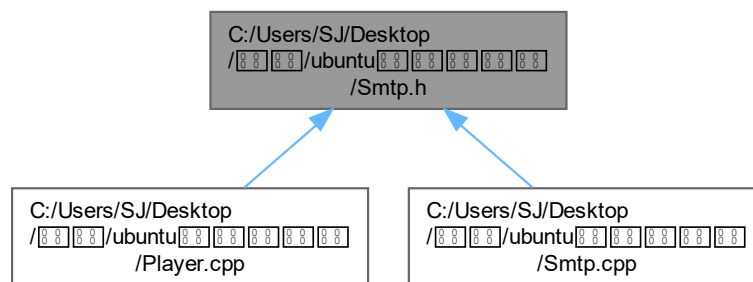 C:/Users/SJ/Desktop
/ /ubuntu
/Smtp.h
C:/Users/SJ/Desktop
/ /ubuntu
/Player.cpp
C:/Users/SJ/Desktop
/ /ubuntu
/Smtp.cpp